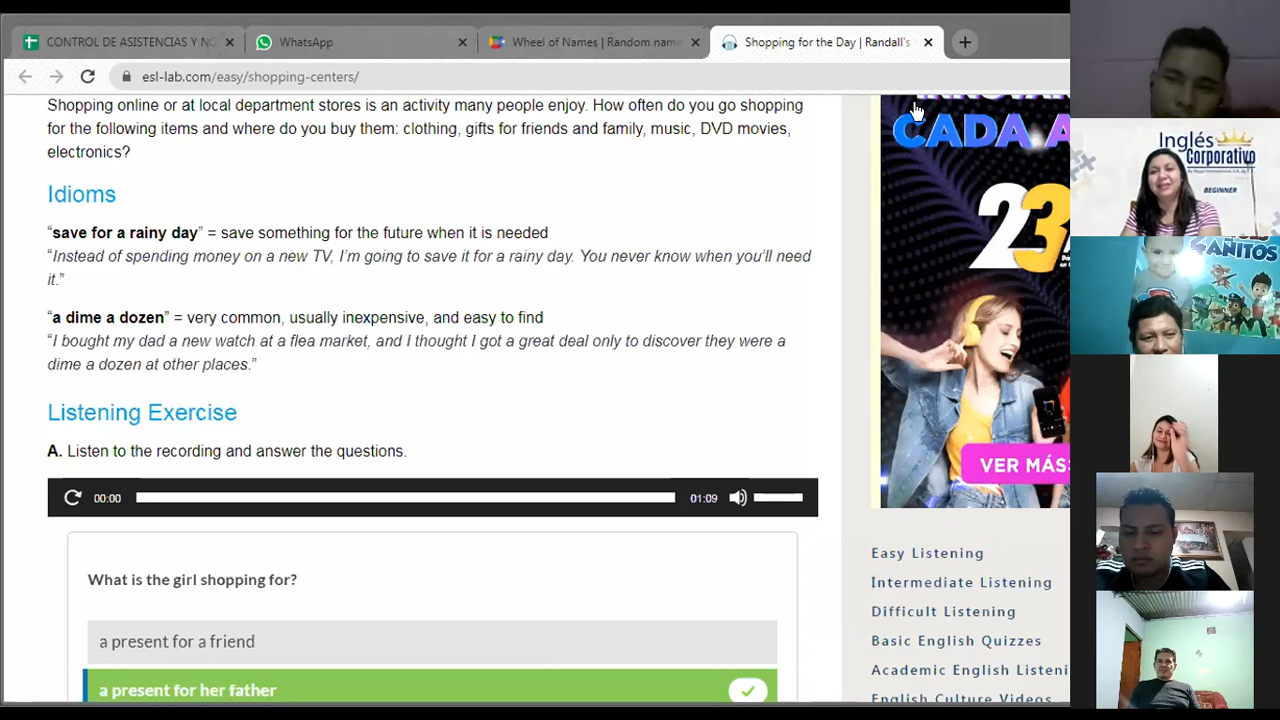 CONTROL DE ASISTENCIAS Y NO
WhatsApp
Wheel of Names | Random name
Shopping for the Day | Randall's
esl-lab.com/easy/shopping-centers/
Shopping online or at local department stores is an activity many people enjoy. How often do you go shopping
for the following items and where do you buy them: clothing, gifts for friends and family, music, DVD movies,
electronics?
Idioms
“save for a rainy day” = save something for the future when it is needed
“Instead of spending money on a new TV, I’m going to save it for a rainy day. You never know when you’ll need
it.”
“a dime a dozen” = very common, usually inexpensive, and easy to find
“I bought my dad a new watch at a flea market, and I thought I got a great deal only to discover they were a
dime a dozen at other places.”
Listening Exercise
A. Listen to the recording and answer the questions.
00:00
01:09
What is the girl shopping for?
a present for a friend
a present for her father
CADA A
23
VER MÁS
Easy Listening
Intermediate Listening
Difficult Listening
Basic English Quizzes
Academic English Listeni
English Culture Videos
Inglés
Corporativo
BEGINNER
AÑITOS